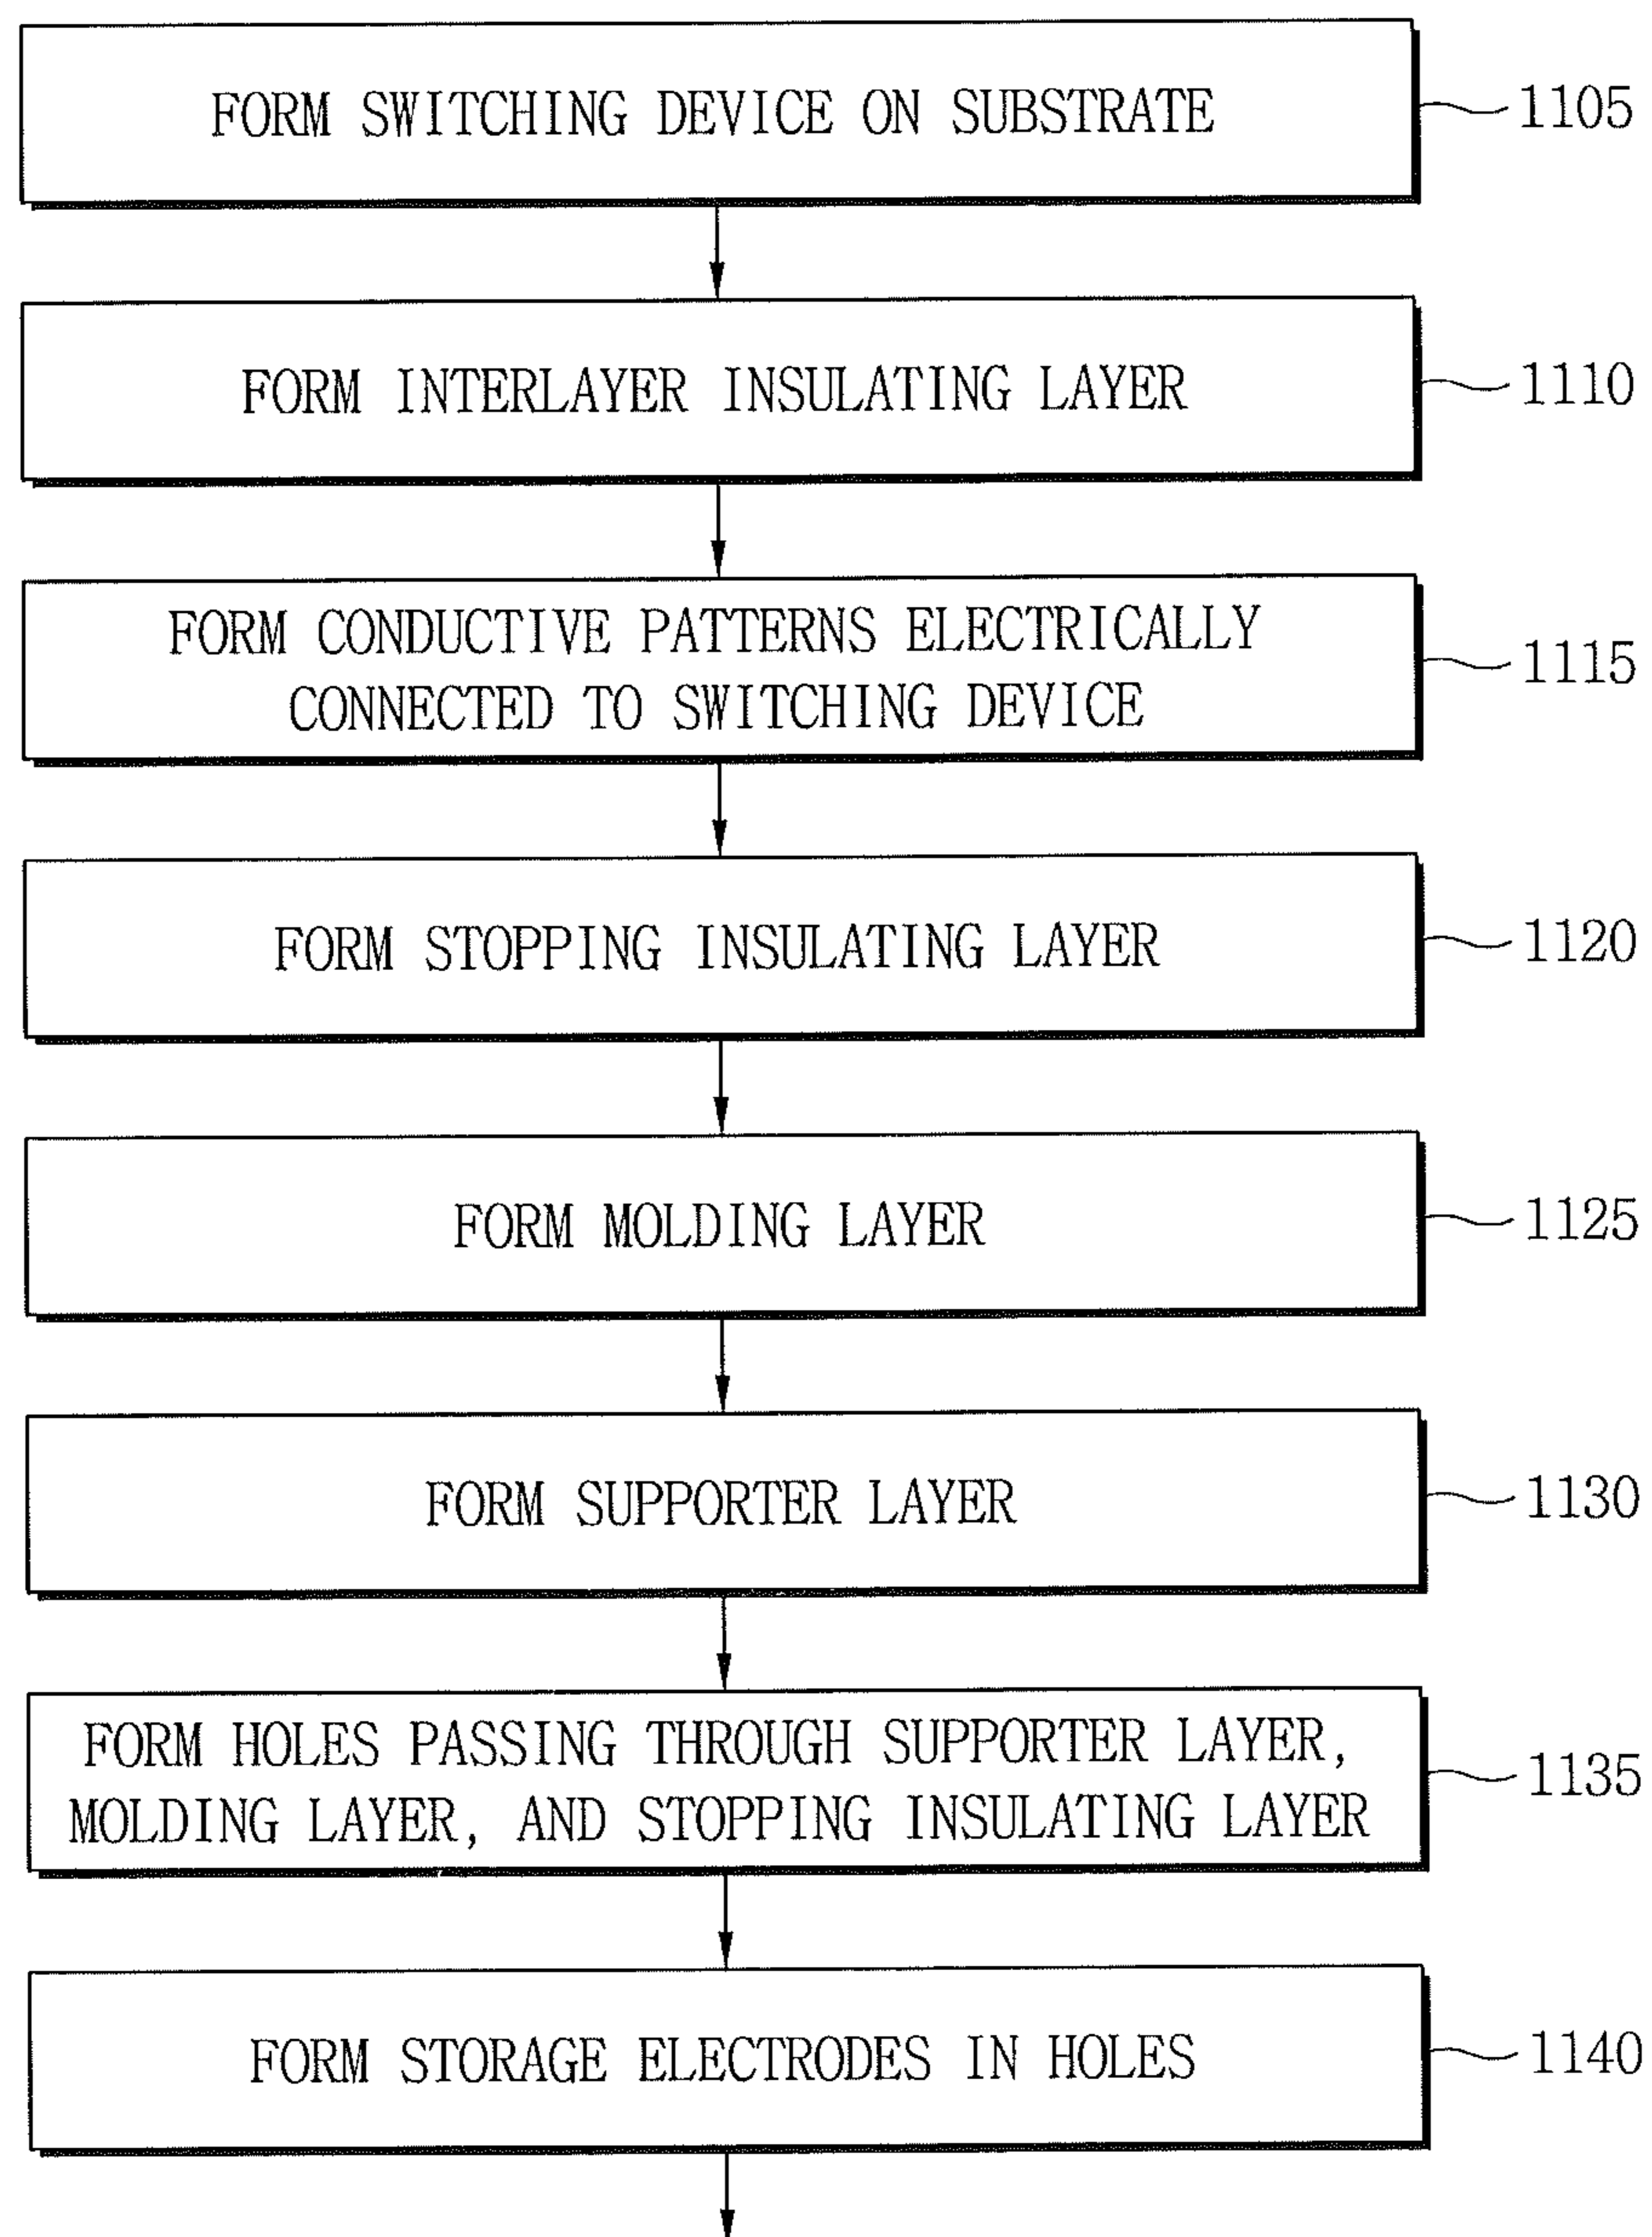 FORM SWITCHING DEVICE ON SUBSTRATE
1105
FORM INTERLAYER INSULATING LAYER
1110
FORM CONDUCTIVE PATTERNS ELECTRICALLY
CONNECTED TO SWITCHING DEVICE
1115
FORM STOPPING INSULATING LAYER
1120
FORM MOLDING LAYER
1125
FORM SUPPORTER LAYER
1130
FORM HOLES PASSING THROUGH SUPPORTER LAYER,
MOLDING LAYER, AND STOPPING INSULATING LAYER
1135
FORM STORAGE ELECTRODES IN HOLES
1140